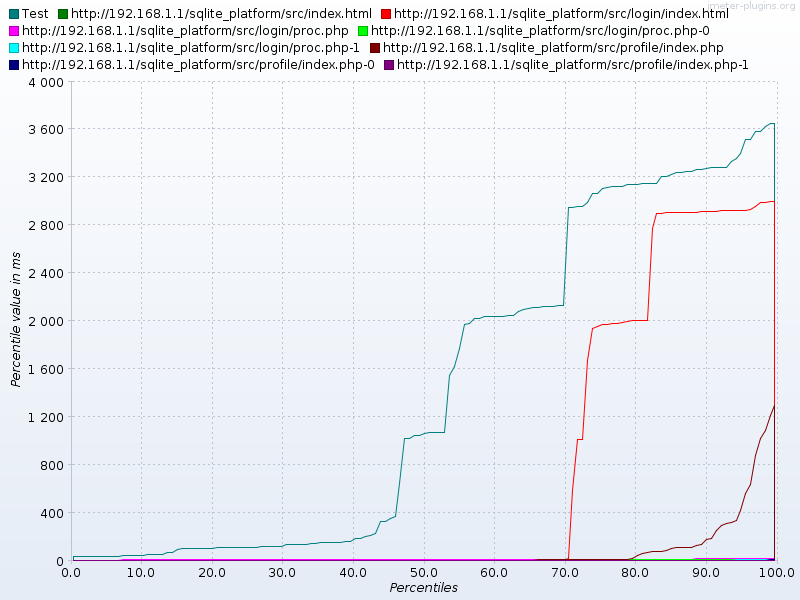 jmeter-plugins.org
Test http://192.168.1.1/sqlite_platform/src/index.html http://192.168.1.1/sqlite_platform/src/login/index.html
http://192.168.1.1/sqlite_platform/src/login/proc.php http://192.168.1.1/sqlite_platform/src/login/proc.php-0
http://192.168.1.1/sqlite_platform/src/login/proc.php-1 http://192.168.1.1/sqlite_platform/src/profile/index.php
http://192.168.1.1/sqlite_platform/src/profile/index.php-0 http://192.168.1.1/sqlite_platform/src/profile/index.php-1
4 000
3 600
3 200
2 800
2 400
2 000
1 600
1 200
800
400
0
Percentile value in ms
0.0 10.0 20.0 30.0 40.0 50.0 60.0 70.0 80.0 90.0 100.0
Percentiles